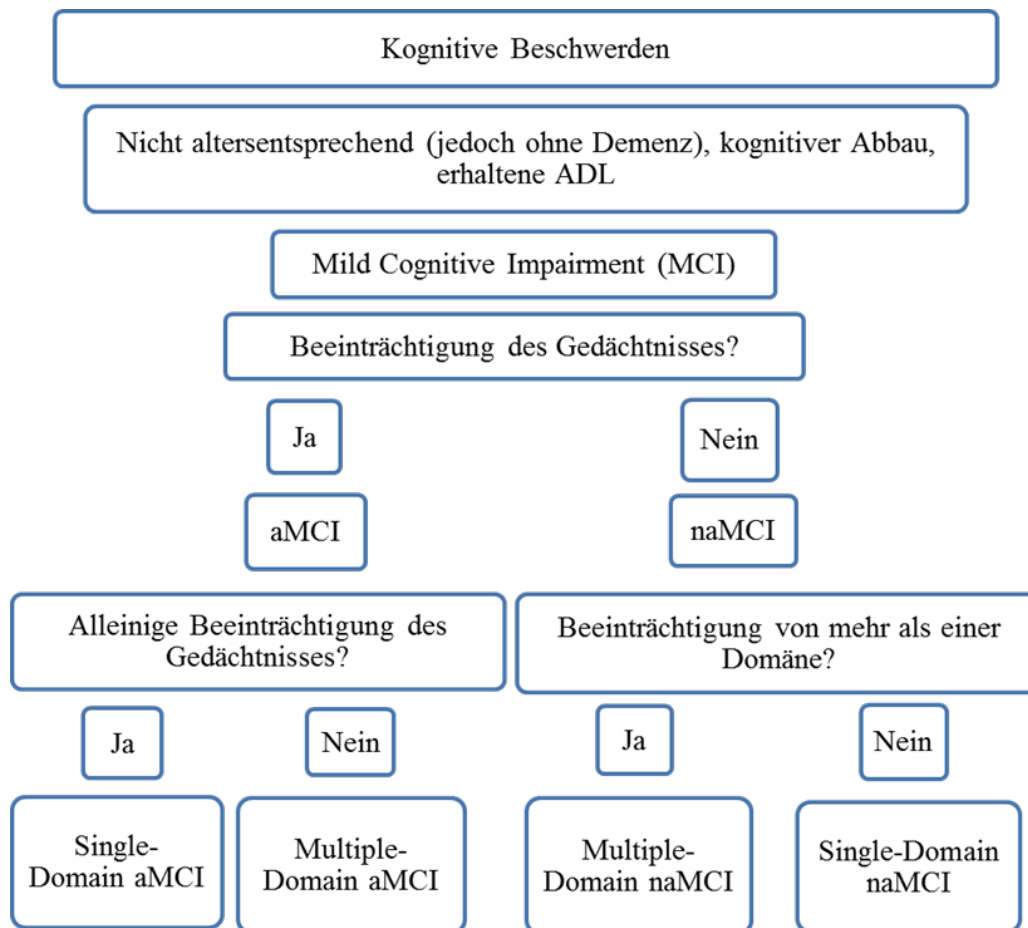 Kognitive Beschwerden
Nicht altersentsprechend (jedoch ohne Demenz), kognitiver Abbau,
erhaltene ADL
Mild Cognitive Impairment (MCI)
Beeinträchtigung des Gedächtnisses?
Ja
Nein
aMCI
naMCI
Alleinige Beeinträchtigung des
Gedächtnisses?
Beeinträchtigung von mehr als einer
Domäne?
Ja
Nein
Ja
Nein
Single-
Domain aMCI
Multiple-
Domain aMCI
Multiple-
Domain naMCI
Single-Domain
naMCI